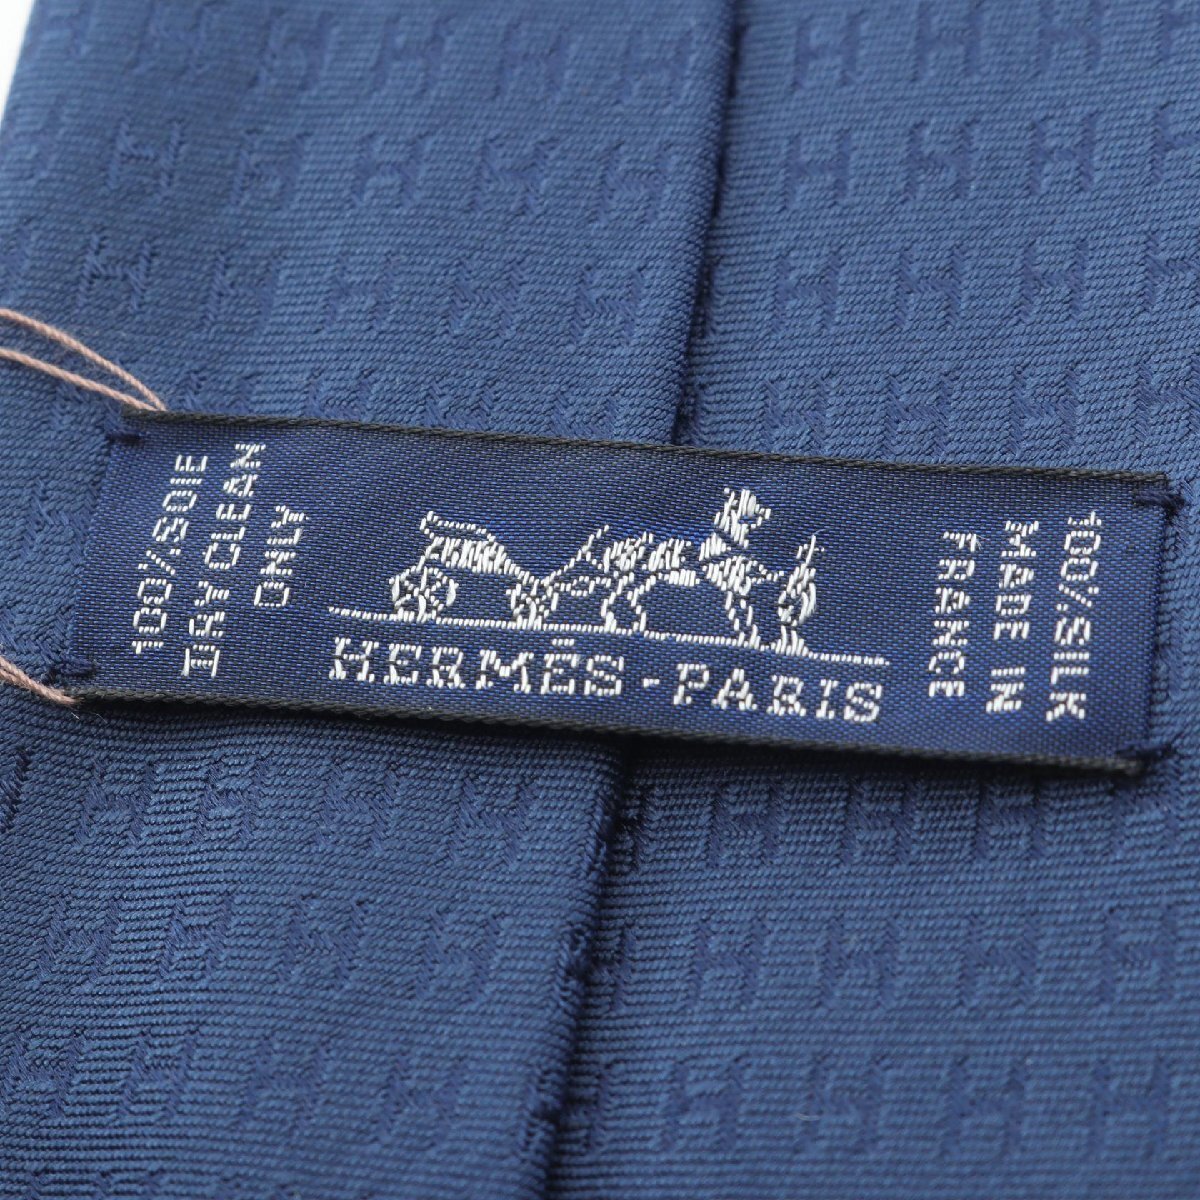 100% SOIE
DRY CLEAN
ONLY
HERMÈS-PARIS
100% SILK
MADE IN
FRANCE